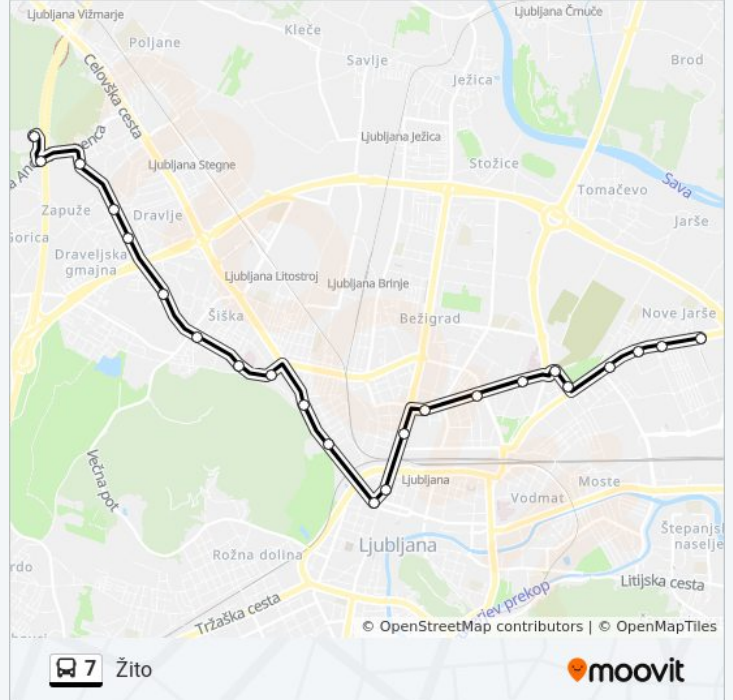 Ljubljana Vižmarje
Ljubljana Črnuče
Kleče
Poljane
Savlje
Brod
Celovška cesta
Ježica
Ljubljana Ježica
Ljubljana Stegne
Stožice
Sava
Tomačevo
Zapuže
Dravlje
Jarše
Gorica
Draveljska
gmajna
Ljubljana Litostroj
Ljubljana Brinje
Šiška
Bežigrad
Nove Jarše
Večna pot
Ljubljana
Moste
Vodmat
Štepanjs
naselje
Ljubljana
Rožna dolina
Litijska cesta
Tržaška cesta
prekop
© OpenStreetMap contributors | © OpenMapTiles
7 Žito
moovit